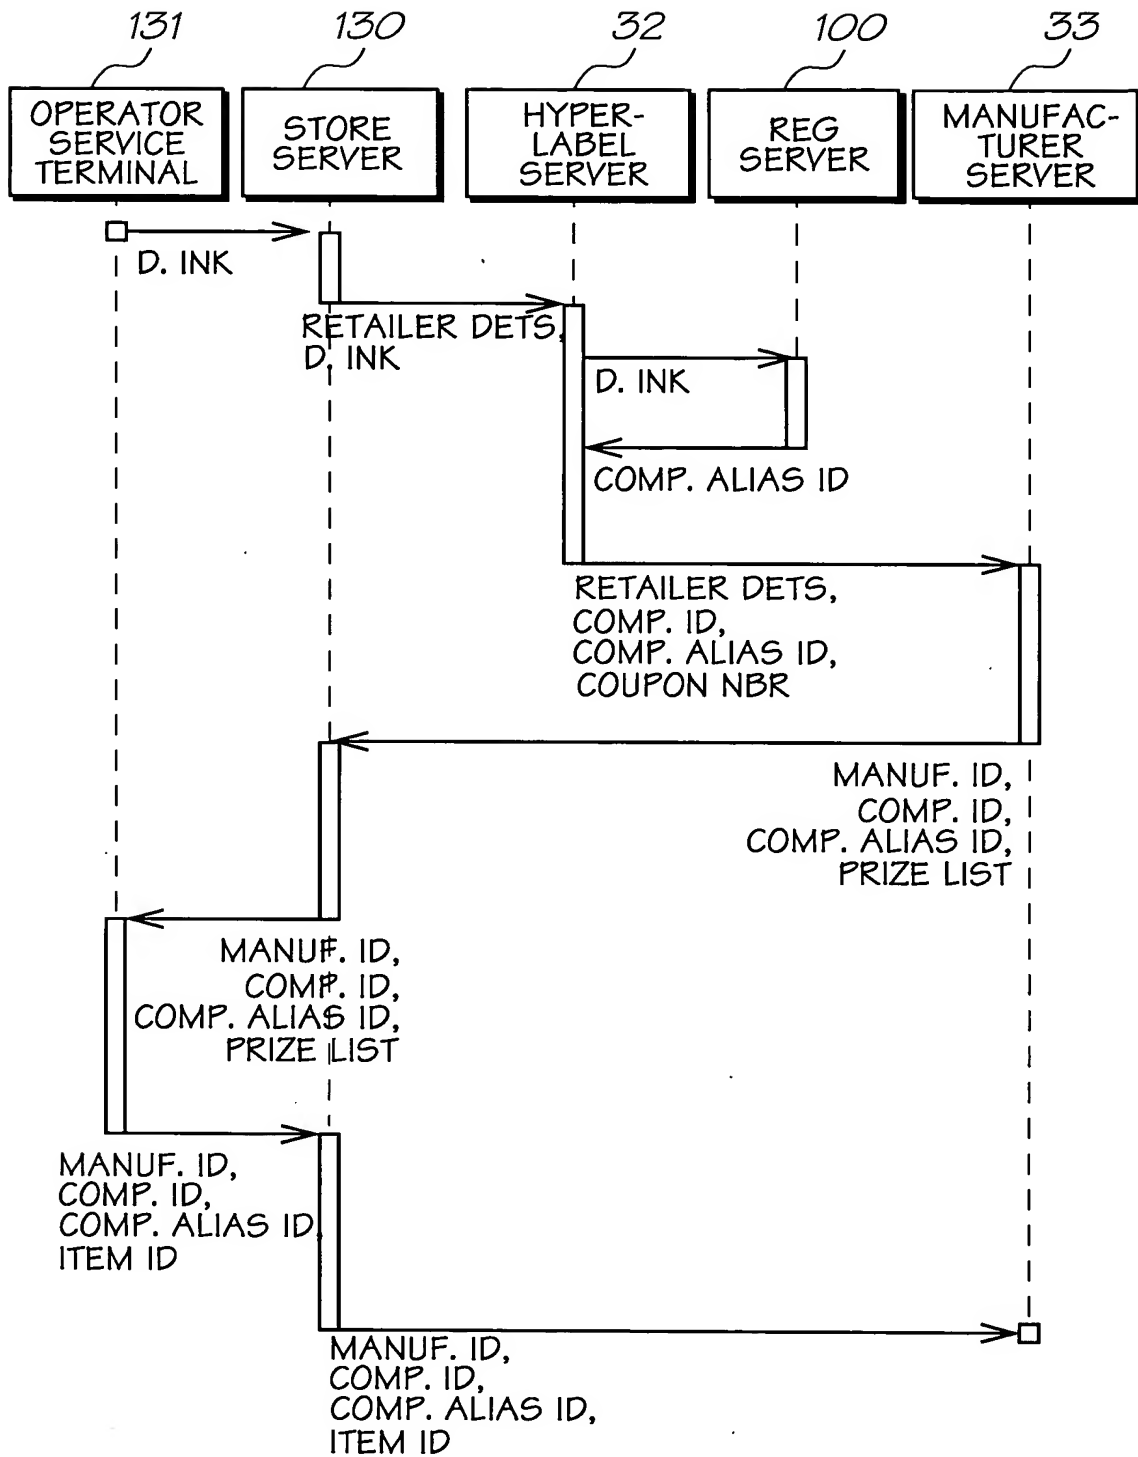 131
130
32
100
33
OPERATOR
SERVICE
TERMINAL
STORE
SERVER
HYPER-
LABEL
SERVER
REG
SERVER
MANUFAC-
TURER
SERVER
D. INK
RETAILER DETS,
D. INK
D. INK
COMP. ALIAS ID
RETAILER DETS,
COMP. ID,
COMP. ALIAS ID,
COUPON NBR
MANUF. ID,
COMP. ID,
COMP. ALIAS ID,
PRIZE LIST
MANUF. ID,
COMP. ID,
COMP. ALIAS ID,
PRIZE LIST
MANUF. ID,
COMP. ID,
COMP. ALIAS ID
ITEM ID
MANUF. ID,
COMP. ID,
COMP. ALIAS ID,
ITEM ID